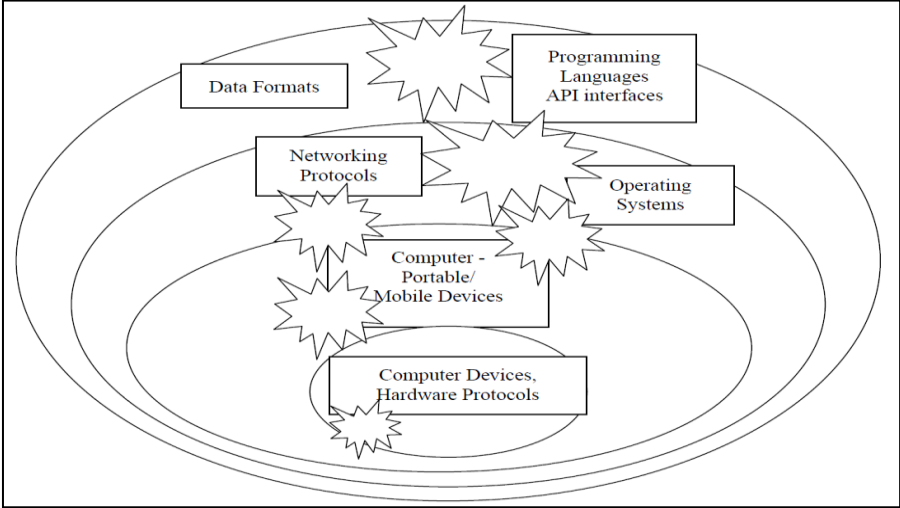 Data Formats
Programming
Languages
API interfaces
Networking
Protocols
Operating
Systems
Computer -
Portable/
Mobile Devices
Computer Devices,
Hardware Protocols